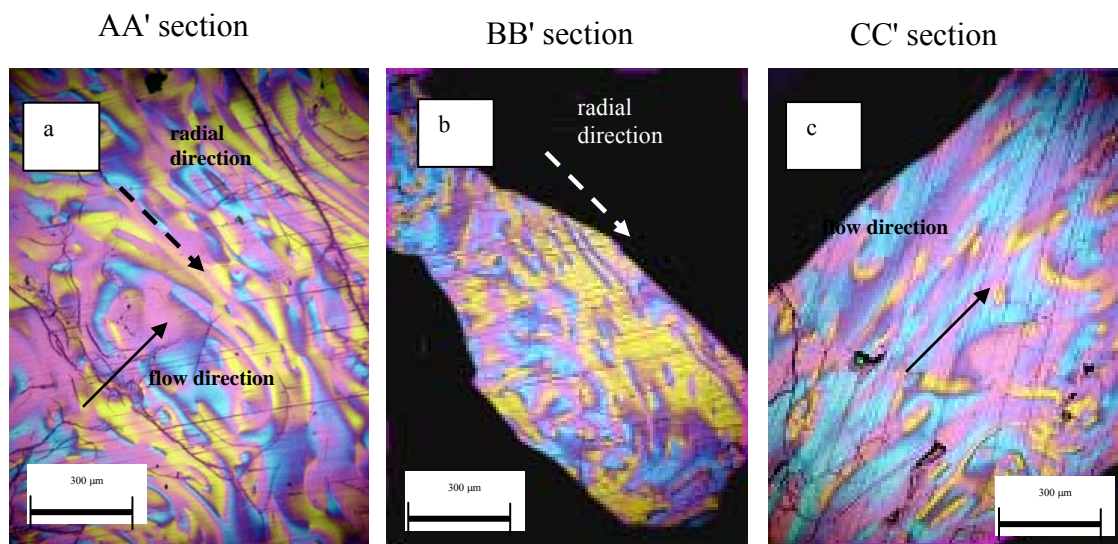 AA' section
BB' section
CC' section
a
radial
direction
flow direction
300 µm
b
radial
direction
300 µm
c
flow direction
300 µm